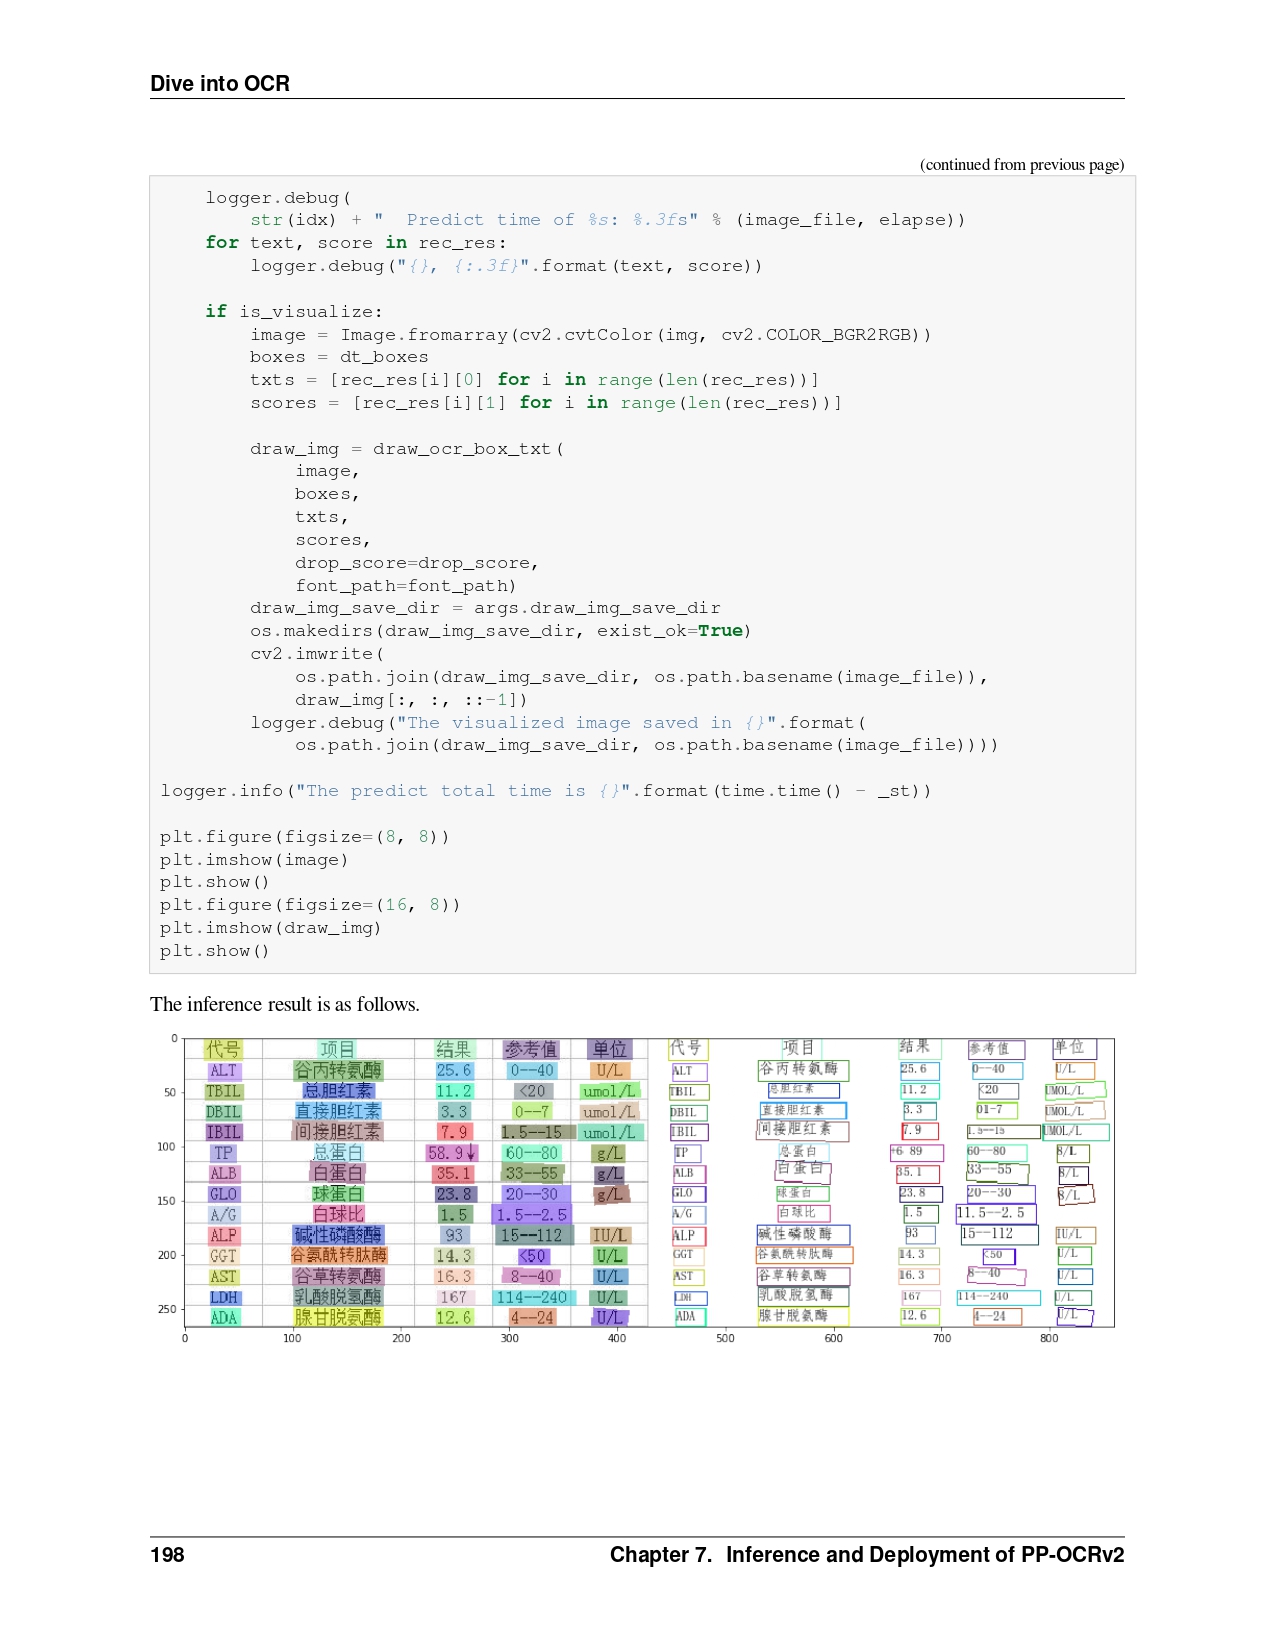 Dive into OCR
(continued from previous page)
    logger.debug(
        str(idx) + "  Predict time of %s: %.3fs" % (image_file, elapse))
    for text, score in rec_res:
        logger.debug("{}, {:.3f}".format(text, score))
    if is_visualize:
        image = Image.fromarray(cv2.cvtColor(img, cv2.COLOR_BGR2RGB))
        boxes = dt_boxes
        txts = [rec_res[i][0] for i in range(len(rec_res))]
        scores = [rec_res[i][1] for i in range(len(rec_res))]
        draw_img = draw_ocr_box_txt(
            image,
            boxes,
            txts,
            scores,
            drop_score=drop_score,
            font_path=font_path)
        draw_img_save_dir = args.draw_img_save_dir
        os.makedirs(draw_img_save_dir, exist_ok=True)
        cv2.imwrite(
            os.path.join(draw_img_save_dir, os.path.basename(image_file)),
            draw_img[:, :, ::-1])
        logger.debug("The visualized image saved in {}".format(
            os.path.join(draw_img_save_dir, os.path.basename(image_file))))
logger.info("The predict total time is {}".format(time.time() - _st))
plt.figure(figsize=(8, 8))
plt.imshow(image)
plt.show()
plt.figure(figsize=(16, 8))
plt.imshow(draw_img)
plt.show()
The inference result is as follows.
0
代号 项目 结果 参考值 单位 代号 项目 结果 参考值 单位
ALT 谷丙转氨酶 25.6 0--40 U/L ALT 谷丙转氨酶 25.6 0--40 U/L
50
TBIL 总胆红素 11.2 <20 umol/L TBIL 总胆红素 11.2 <20 UMOL/L
DBIL 直接胆红素 3.3 0--7 umol/L DBIL 直接胆红素 3.3 01-7 UMOL/L
IBIL 间接胆红素 7.9 1.5--15 umol/L IBIL 间接胆红素 7.9 1.5--15 UMOL/L
100
TP 总蛋白 58.9↓ 60--80 g/L TP 总蛋白 +6 89 60--80 8/L
ALB 白蛋白 35.1 33--55 g/L ALB 白蛋白 35.1 33--55 8/L
150
GLO 球蛋白 23.8 20--30 g/L GLO 球蛋白 23.8 20--30 8/L
A/G 白球比 1.5 1.5--2.5 A/G 白球比 1.5 11.5--2.5
ALP 碱性磷酸酶 93 15--112 IU/L ALP 碱性磷酸酶 93 15--112 IU/L
200
GGT 谷氨酰转肽酶 14.3 <50 U/L GGT 谷氨酰转肽酶 14.3 <50 U/L
AST 谷草转氨酶 16.3 8--40 U/L AST 谷草转氨酶 16.3 8--40 U/L
LDH 乳酸脱氢酶 167 114--240 U/L LDH 乳酸脱氢酶 167 114--240 U/L
250
ADA 腺甘脱氨酶 12.6 4--24 U/L ADA 腺甘脱氨酶 12.6 4--24 U/L
0 100 200 300 400 500 600 700 800
198
Chapter 7. Inference and Deployment of PP-OCRv2